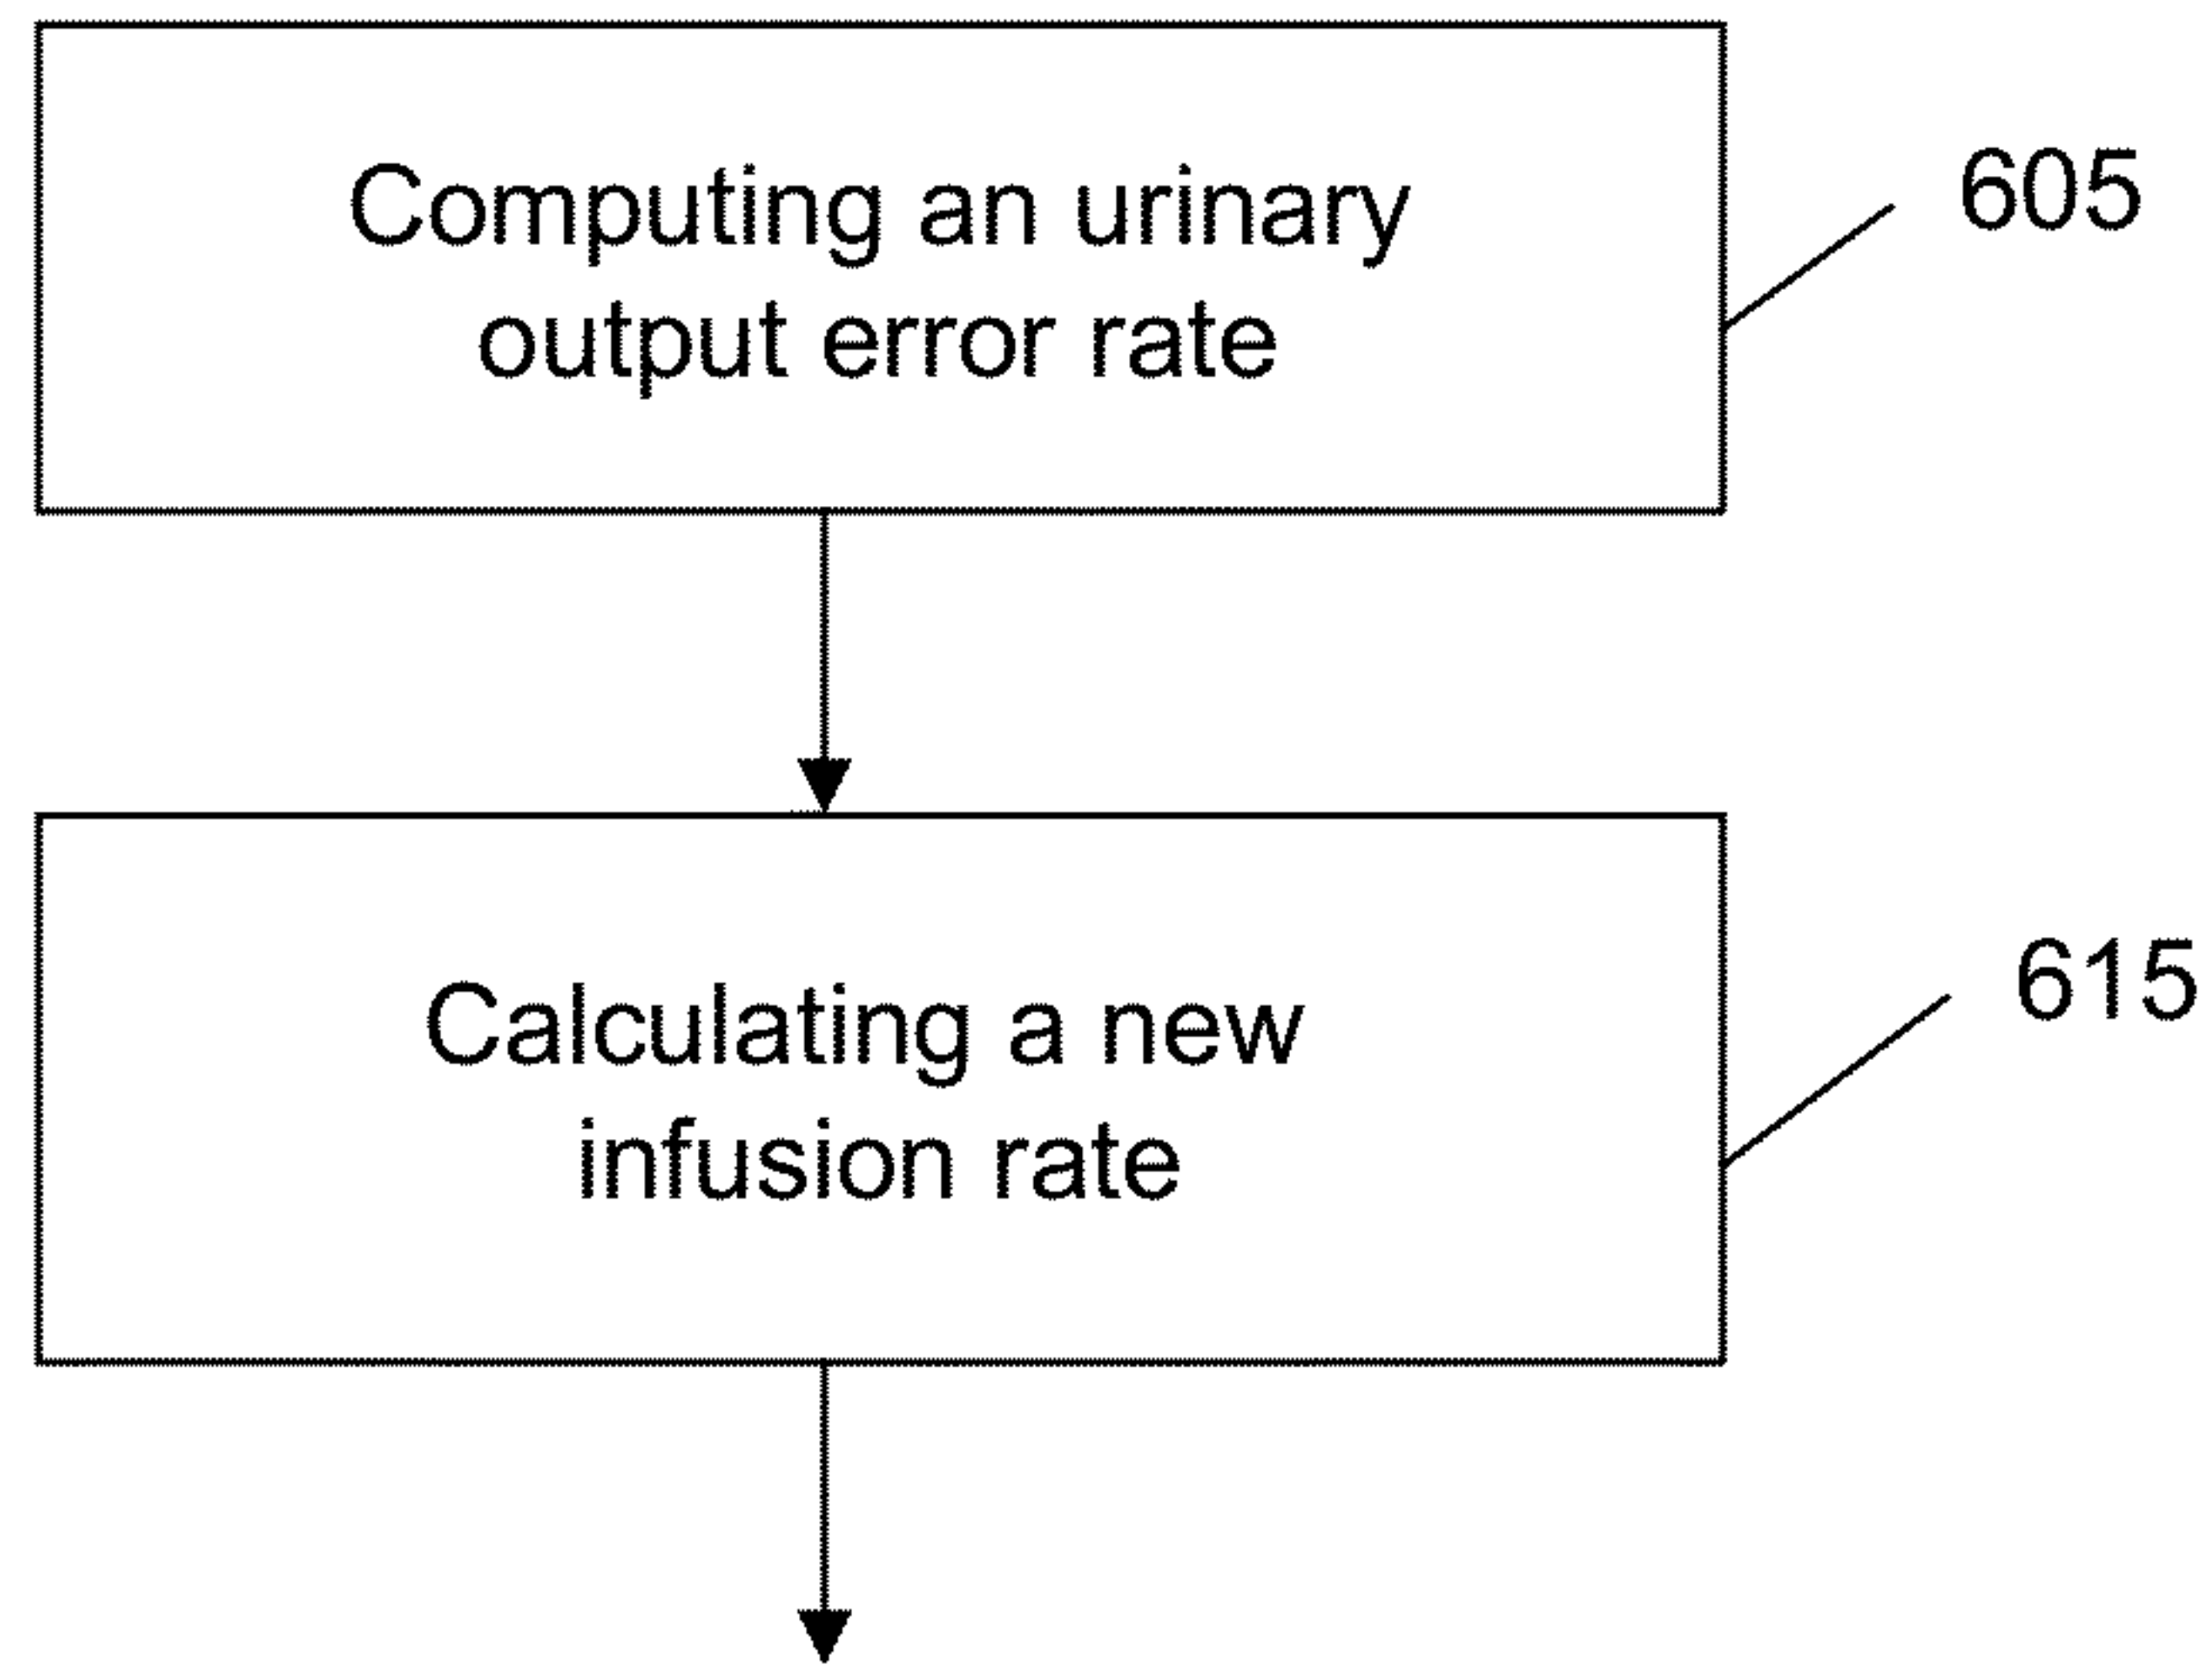 Computing an urinary
output error rate
605
Calculating a new
infusion rate
615